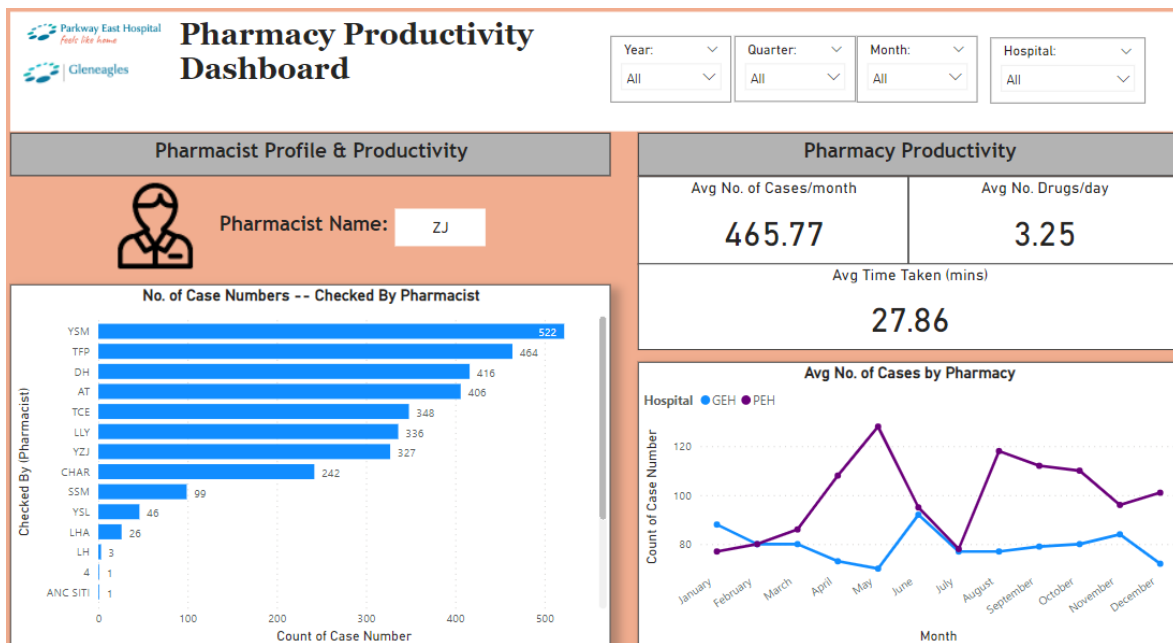 Parkway East Hospital
feels like home
Gleneagles
Pharmacy Productivity
Dashboard
Year:
All
Quarter:
All
Month:
All
Hospital:
All
Pharmacist Profile & Productivity
Pharmacist Name:
ZJ
No. of Case Numbers -- Checked By Pharmacist
Checked By (Pharmacist)
YSM 522
TFP 464
DH 416
AT 406
TCE 348
LLY 336
YZJ 327
CHAR 242
SSM 99
YSL 46
LHA 26
LH 3
4 1
ANC SITI 1
0 100 200 300 400 500
Count of Case Number
Pharmacy Productivity
Avg No. of Cases/month
465.77
Avg No. Drugs/day
3.25
Avg Time Taken (mins)
27.86
Avg No. of Cases by Pharmacy
Hospital GEH PEH
Count of Case Number
120
100
80
January February March April May June July August September October November December
Month